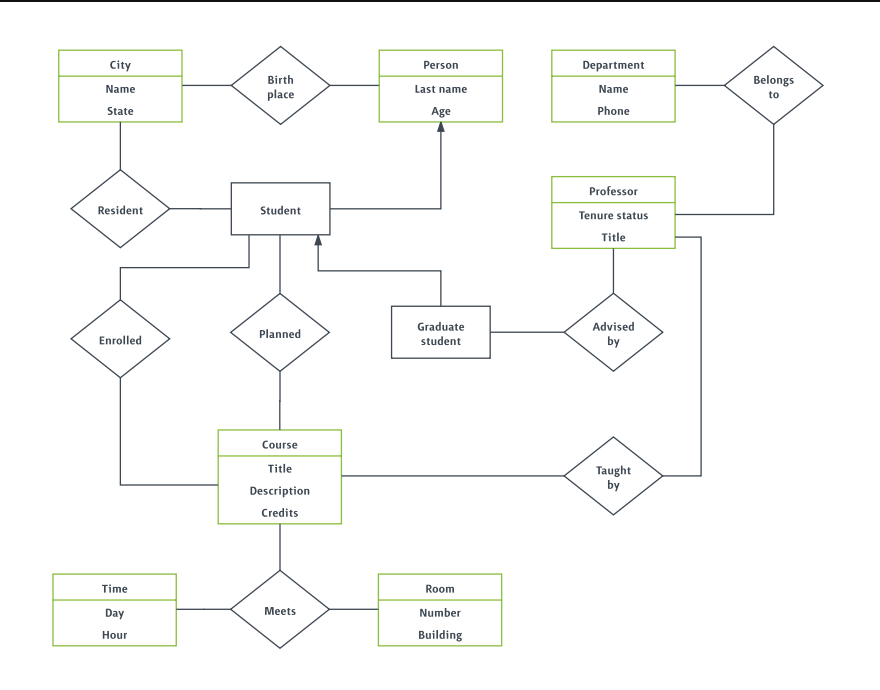 City
Name
State
Birth
place
Person
Last name
Age
Department
Name
Phone
Belongs
to
Resident
Student
Professor
Tenure status
Title
Enrolled
Planned
Graduate
student
Advised
by
Course
Title
Description
Credits
Taught
by
Time
Day
Hour
Meets
Room
Number
Building